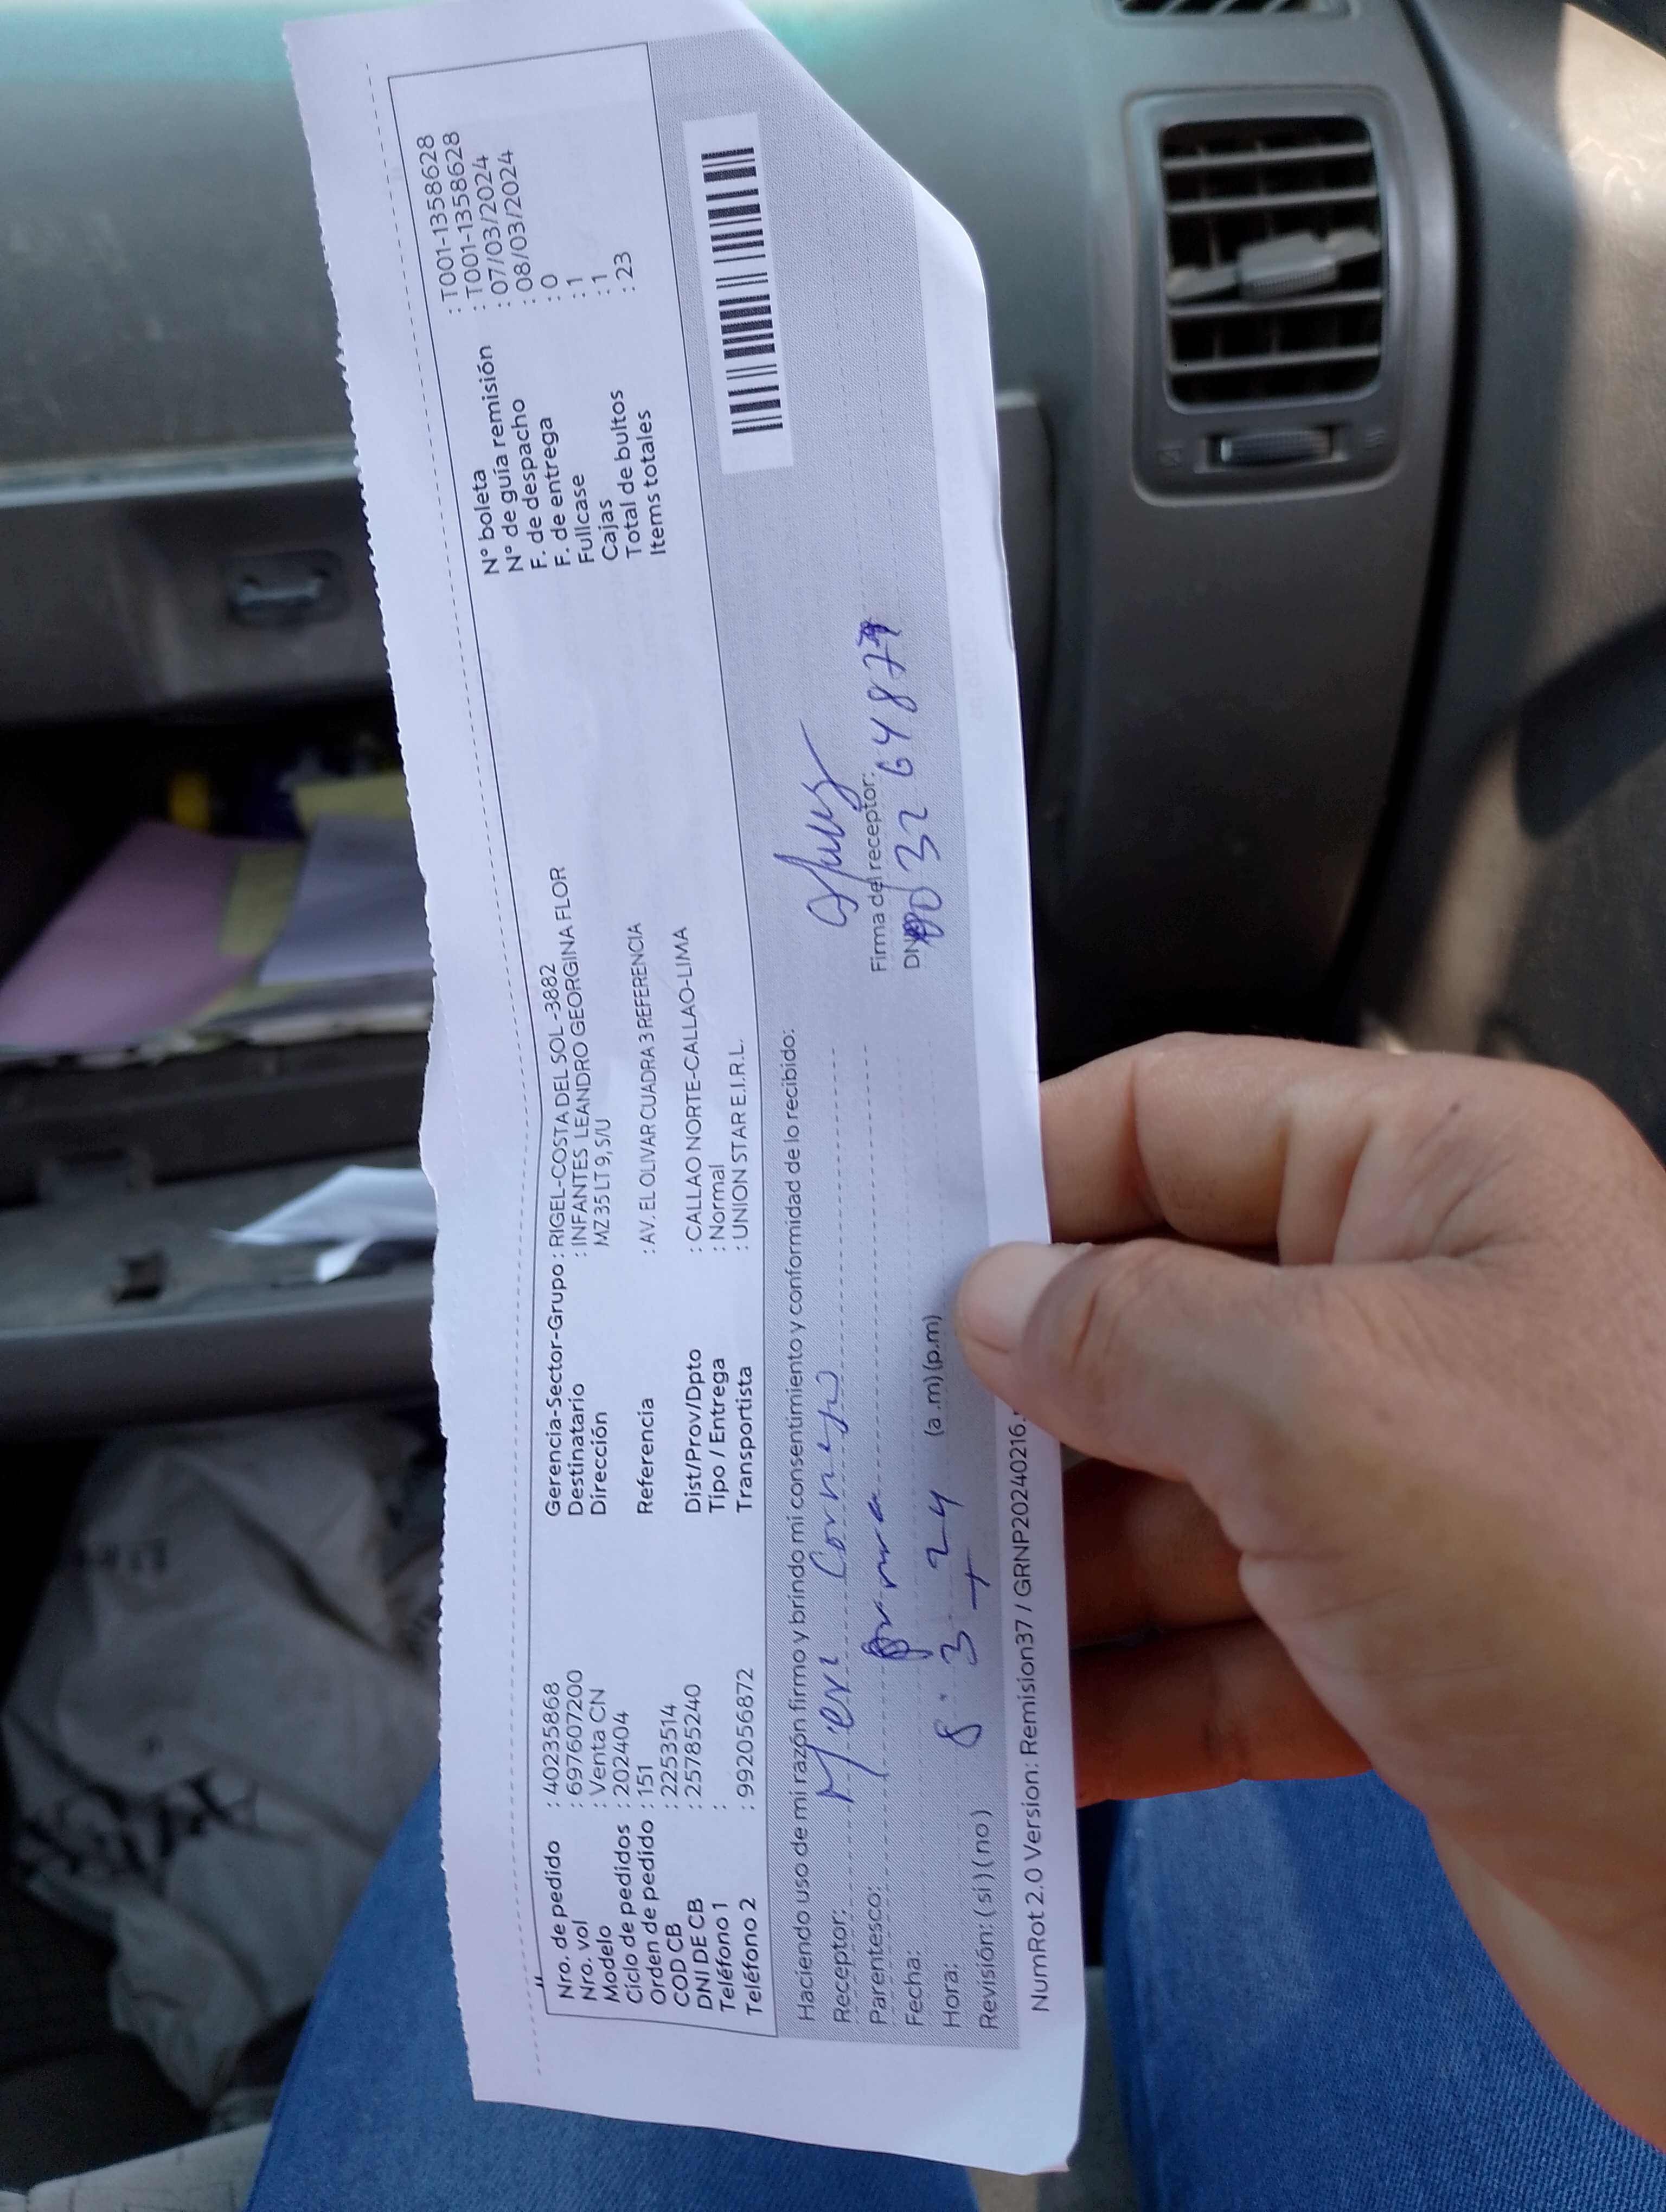 Nro. de pedido : 40235868
Nro. vol : 697607200
Modelo : Venta CN
Ciclo de pedidos : 202404
Orden de pedido : 151
COD CB : 2253514
DNI DE CB : 25785240
Teléfono 1 :
Teléfono 2 : 992056872
Gerencia-Sector-Grupo : RIGEL-COSTA DEL SOL -3882
Destinatario : INFANTES LEANDRO GEORGINA FLOR
Dirección MZ 35 LT 9, S/U
Referencia : AV. EL OLIVAR CUADRA 3 REFERENCIA
Dist/Prov/Dpto : CALLAO NORTE-CALLAO-LIMA
Tipo / Entrega : Normal
Transportista : UNION STAR E.I.R.L.
N° boleta : T001-1358628
N° de guía remisión : T001-1358628
F. de despacho : 07/03/2024
F. de entrega : 08/03/2024
Fullcase : 0
Cajas : 1
Total de bultos : 1
Items totales : 23
Haciendo uso de mi razón firmo y brindo mi consentimiento y conformidad de lo recibido:
Receptor: Meri
Parentesco:
Fecha: 8 3 24
Hora: (a .m) (p.m)
Revisión: ( si ) ( no )
Firma del receptor:
32 6487
NumRot 2.0 Version: Remision37 / GRNP20240216